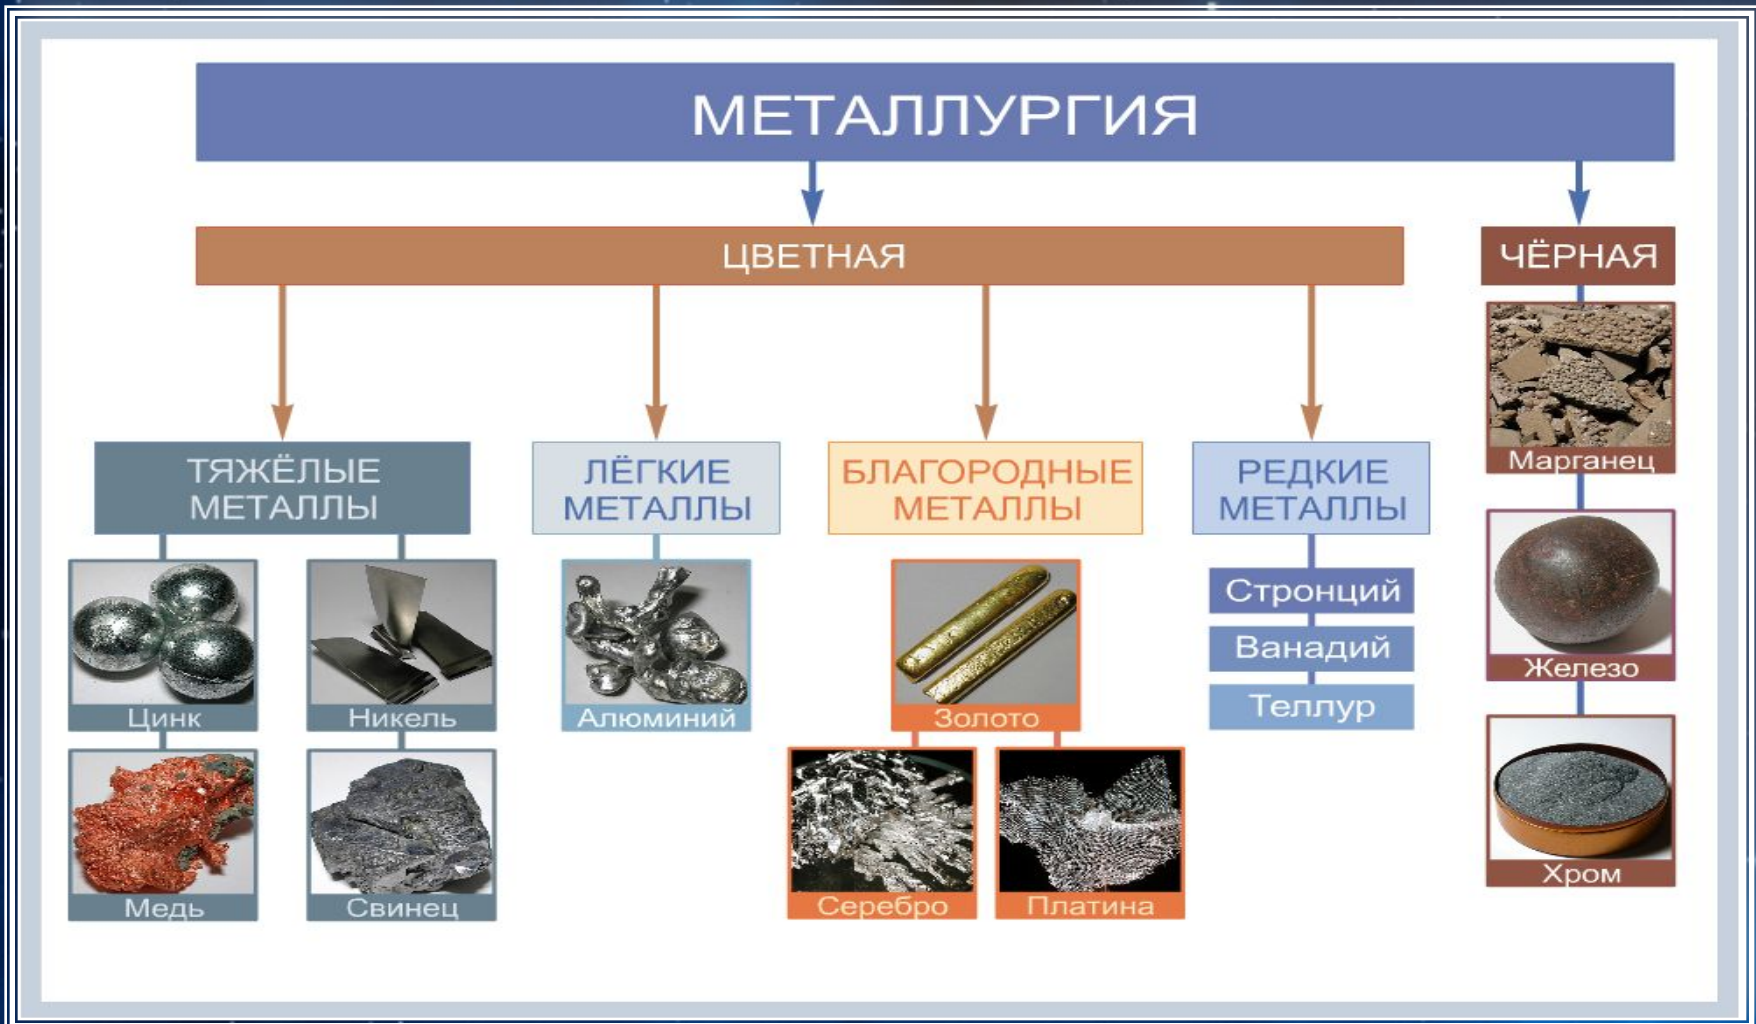 МЕТАЛЛУРГИЯ
ЦВЕТНАЯ
ЧЁРНАЯ
ТЯЖЁЛЫЕ
МЕТАЛЛЫ
ЛЁГКИЕ
МЕТАЛЛЫ
БЛАГОРОДНЫЕ
МЕТАЛЛЫ
РЕДКИЕ
МЕТАЛЛЫ
Цинк
Никель
Медь
Свинец
Алюминий
Золото
Серебро
Платина
Стронций
Ванадий
Теллур
Марганец
Железо
Хром